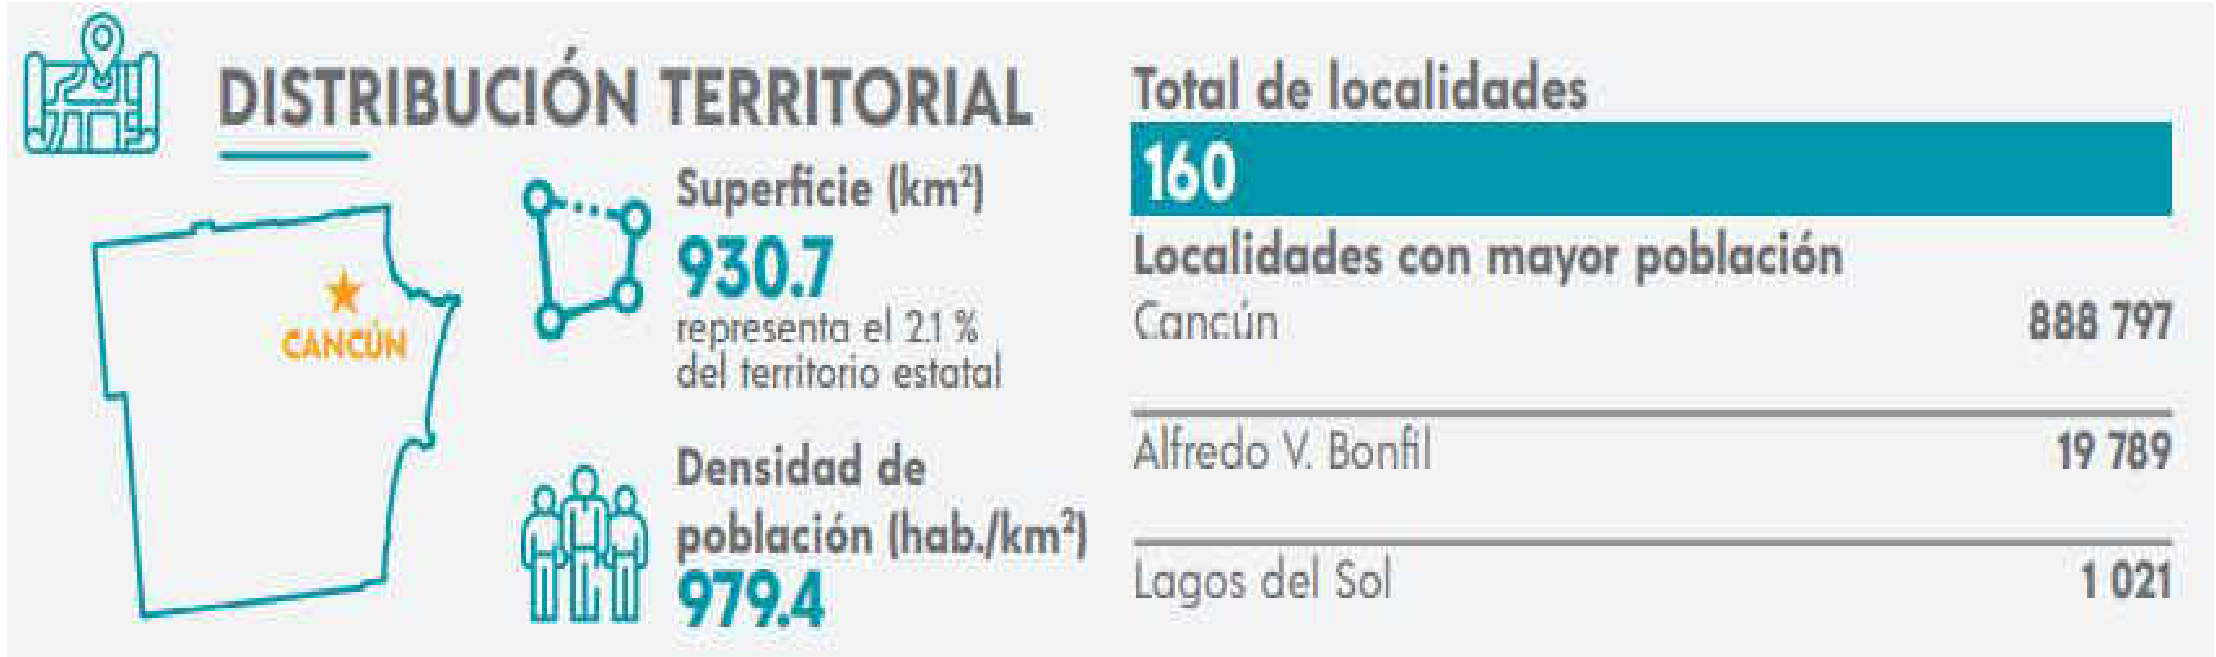 DISTRIBUCIÓN TERRITORIAL
CANCÚN
Superficie (km²)
930.7
representa el 2.1 %
del territorio estatal
Densidad de
población (hab./km²)
979.4
Total de localidades
160
Localidades con mayor población
Cancún 888 797
Alfredo V. Bonfil 19 789
Lagos del Sol 1 021